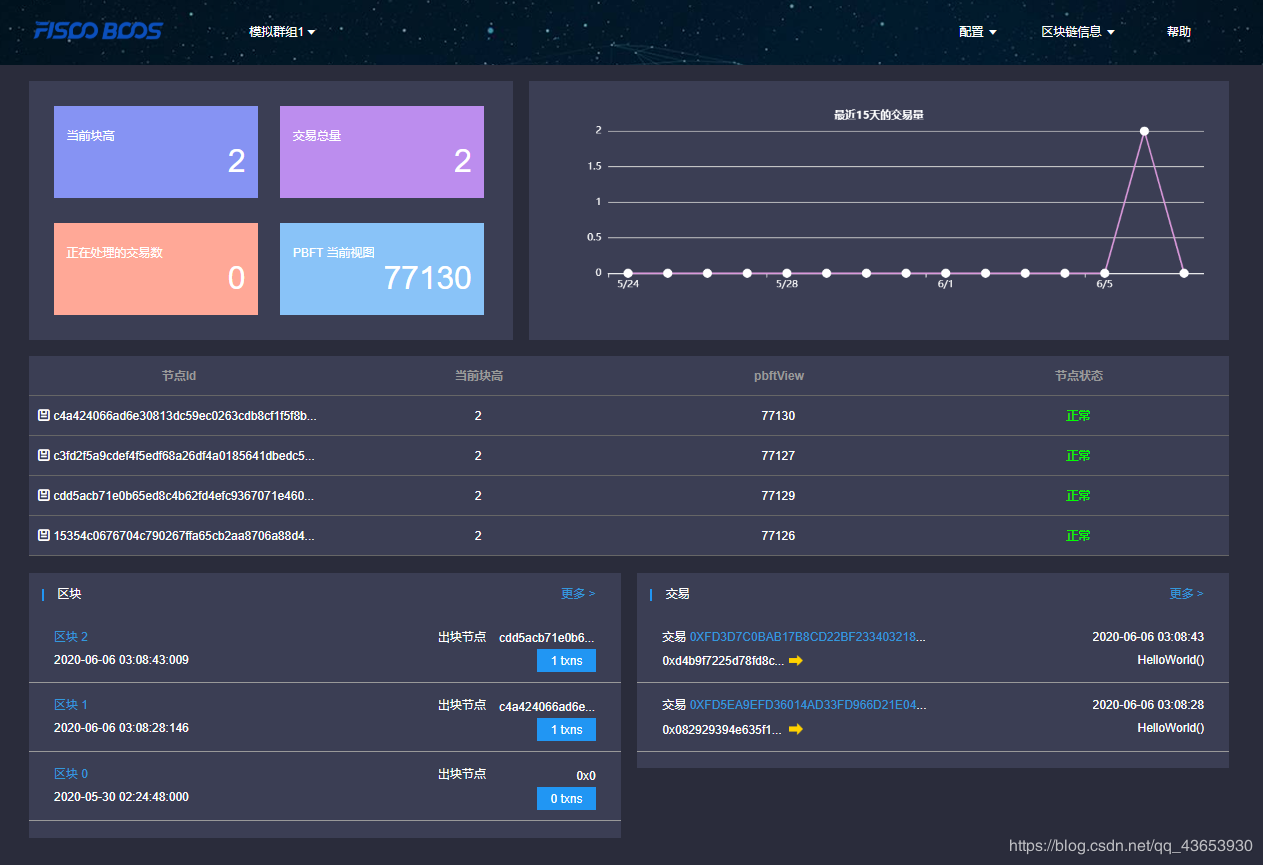 FISCO BCOS
模拟群组1
配置
区块链信息
帮助
当前块高
2
交易总量
2
正在处理的交易数
0
PBFT 当前视图
77130
最近15天的交易量
2
1.5
1
0.5
0
5/24 5/28 6/1 6/5
节点Id 当前块高 pbftView 节点状态
c4a424066ad6e30813dc59ec0263cdb8cf1f5f8b... 2 77130 正常
c3fd2f5a9cdef4f5edf68a26df4a0185641dbedc5... 2 77127 正常
cdd5acb71e0b65ed8c4b62fd4efc9367071e460... 2 77129 正常
15354c0676704c790267ffa65cb2aa8706a88d4... 2 77126 正常
区块 更多 >
区块 2 出块节点 cdd5acb71e0b6...
2020-06-06 03:08:43:009 1 txns
区块 1 出块节点 c4a424066ad6e...
2020-06-06 03:08:28:146 1 txns
区块 0 出块节点 0x0
2020-05-30 02:24:48:000 0 txns
交易 更多 >
交易 0XFD3D7C0BAB17B8CD22BF233403218... 2020-06-06 03:08:43
0xd4b9f7225d78fd8c... HelloWorld()
交易 0XFD5EA9EFD36014AD33FD966D21E04... 2020-06-06 03:08:28
0x082929394e635f1... HelloWorld()
https://blog.csdn.net/qq_43653930